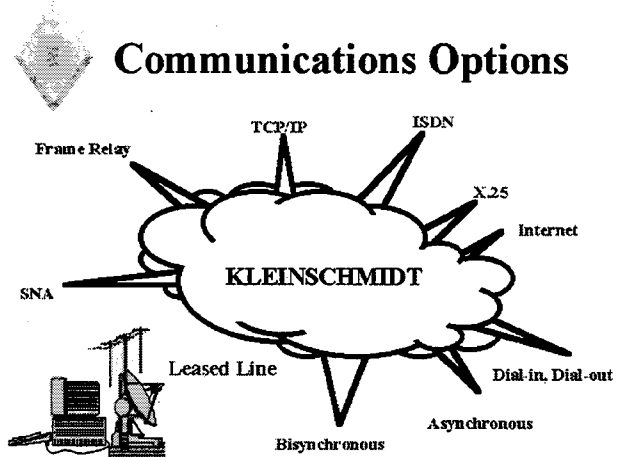 Communications Options
TCP/IP
ISDN
Frame Relay
X.25
Internet
KLEINSCHMIDT
SNA
Leased Line
Dial-in, Dial-out
Asynchronous
Bisynchronous